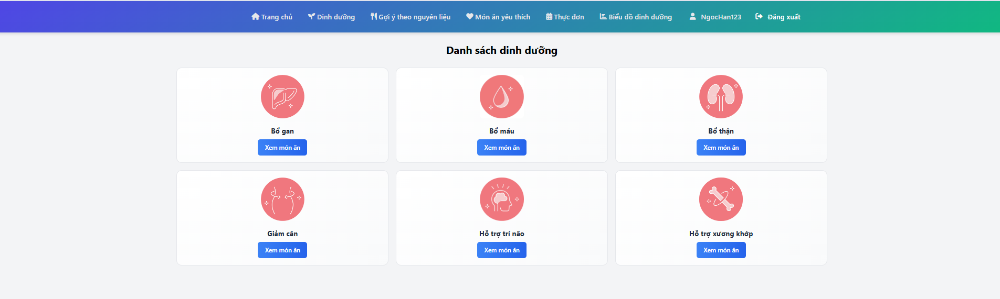 Trang chủ Dinh dưỡng Gợi ý theo nguyên liệu Món ăn yêu thích Thực đơn Biểu đồ dinh dưỡng NgocHan123 Đăng xuất
Danh sách dinh dưỡng
Bổ gan Bổ máu Bổ thận
Xem món ăn Xem món ăn Xem món ăn
Giảm cân Hỗ trợ trí não Hỗ trợ xương khớp
Xem món ăn Xem món ăn Xem món ăn